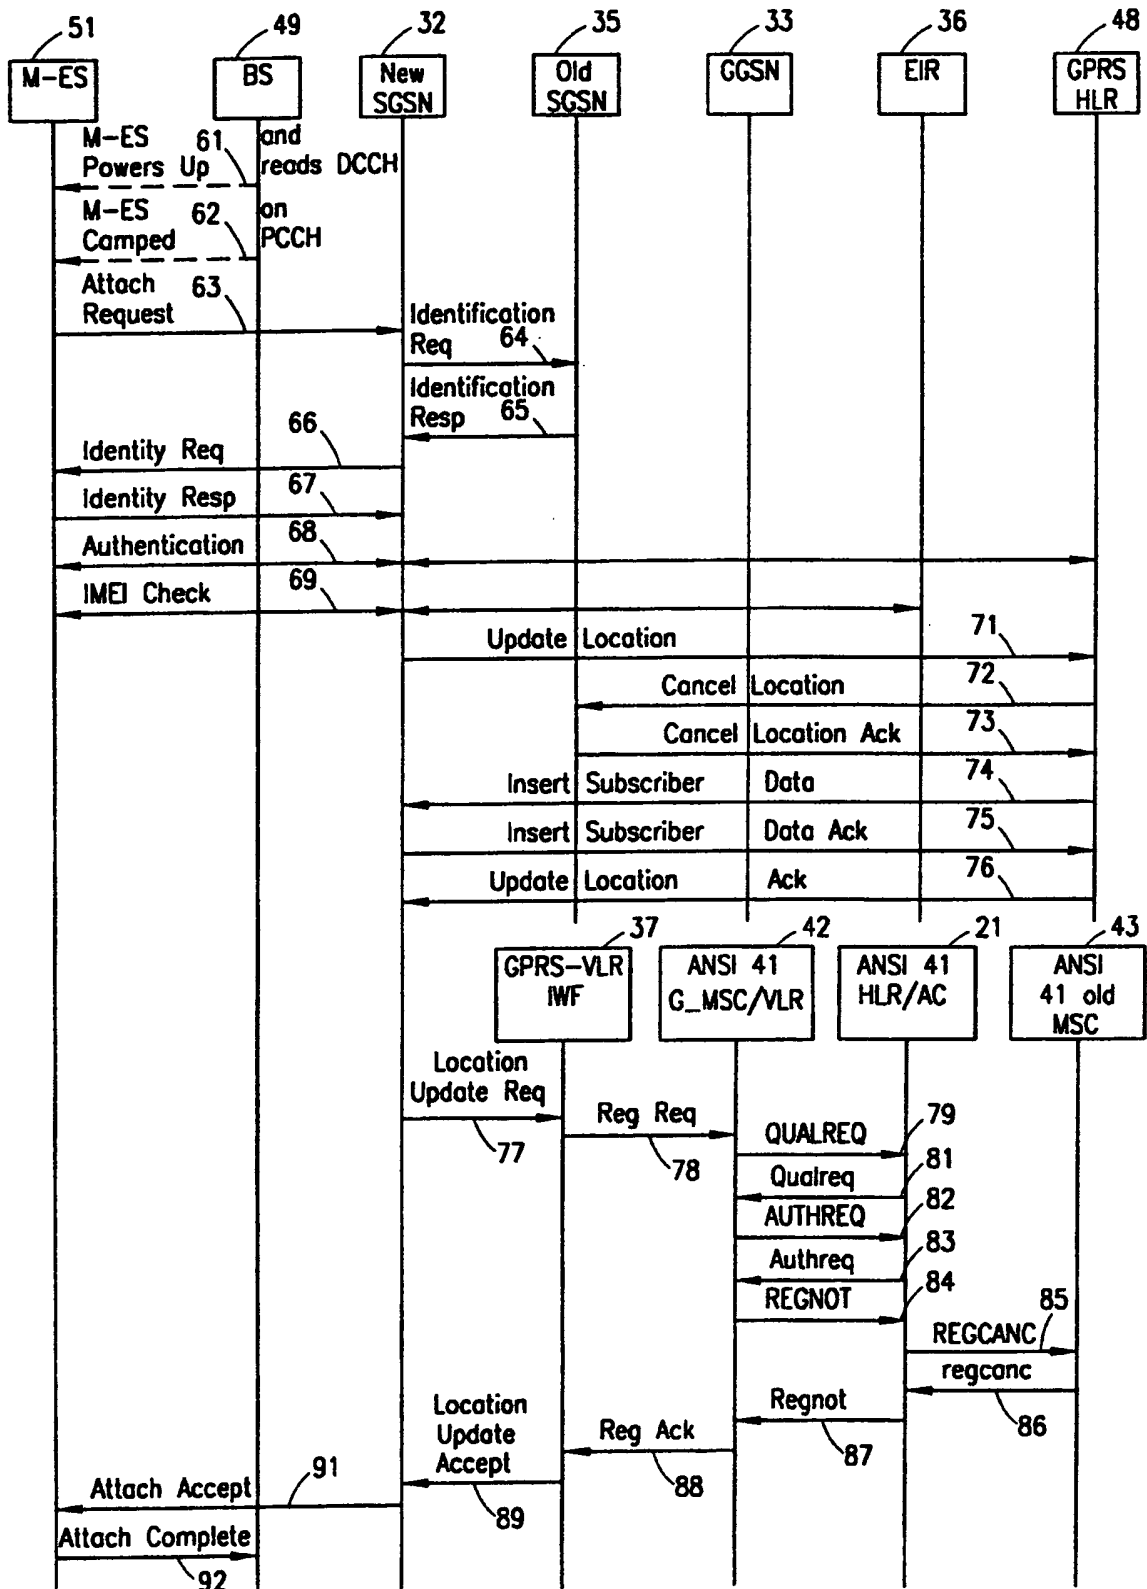 51
49
32
35
33
36
48
M-ES
BS
New
SGSN
Old
SGSN
GGSN
EIR
GPRS
HLR
M-ES 61 and
Powers Up reads DCCH
M-ES 62 on
Camped PCCH
Attach
Request
63
Identification
Req
64
Identification
Resp
65
66
Identity Req
Identity Resp
67
Authentication
68
IMEI Check
69
Update Location
71
Cancel Location
72
Cancel Location Ack
73
Insert Subscriber Data
74
Insert Subscriber Data Ack
75
Update Location Ack
76
37
42
21
43
GPRS-VLR
IWF
ANSI 41
G_MSC/VLR
ANSI 41
HLR/AC
ANSI
41 old
MSC
Location
Update Req
77
Reg Req
78
QUALREQ
79
Qualreq
81
AUTHREQ
82
Authreq
83
REGNOT
84
REGCANC
85
regcanc
86
Regnot
87
Reg Ack
88
Location
Update
Accept
89
Attach Accept
91
Attach Complete
92